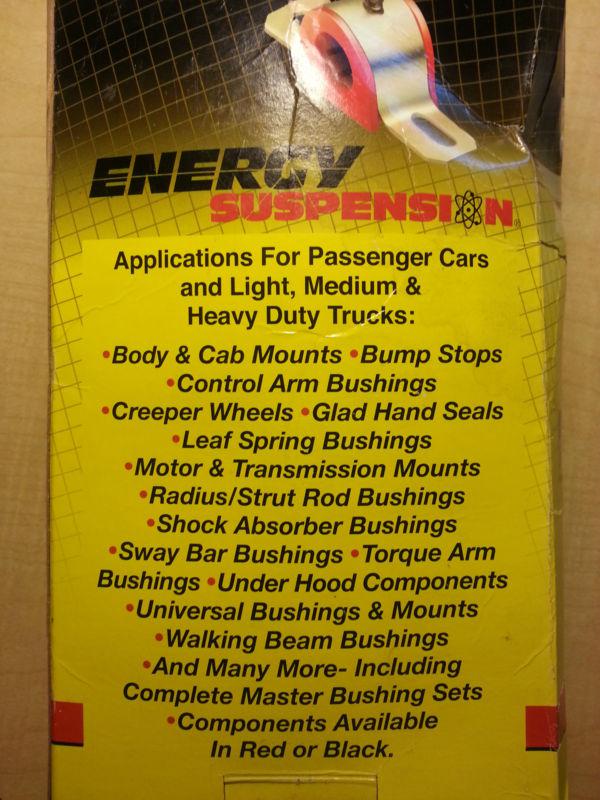 ENERGY
SUSPENSION®
Applications For Passenger Cars
and Light, Medium &
Heavy Duty Trucks:
•Body & Cab Mounts •Bump Stops
•Control Arm Bushings
•Creeper Wheels •Glad Hand Seals
•Leaf Spring Bushings
•Motor & Transmission Mounts
•Radius/Strut Rod Bushings
•Shock Absorber Bushings
•Sway Bar Bushings •Torque Arm
Bushings •Under Hood Components
•Universal Bushings & Mounts
•Walking Beam Bushings
•And Many More- Including
Complete Master Bushing Sets
•Components Available
In Red or Black.